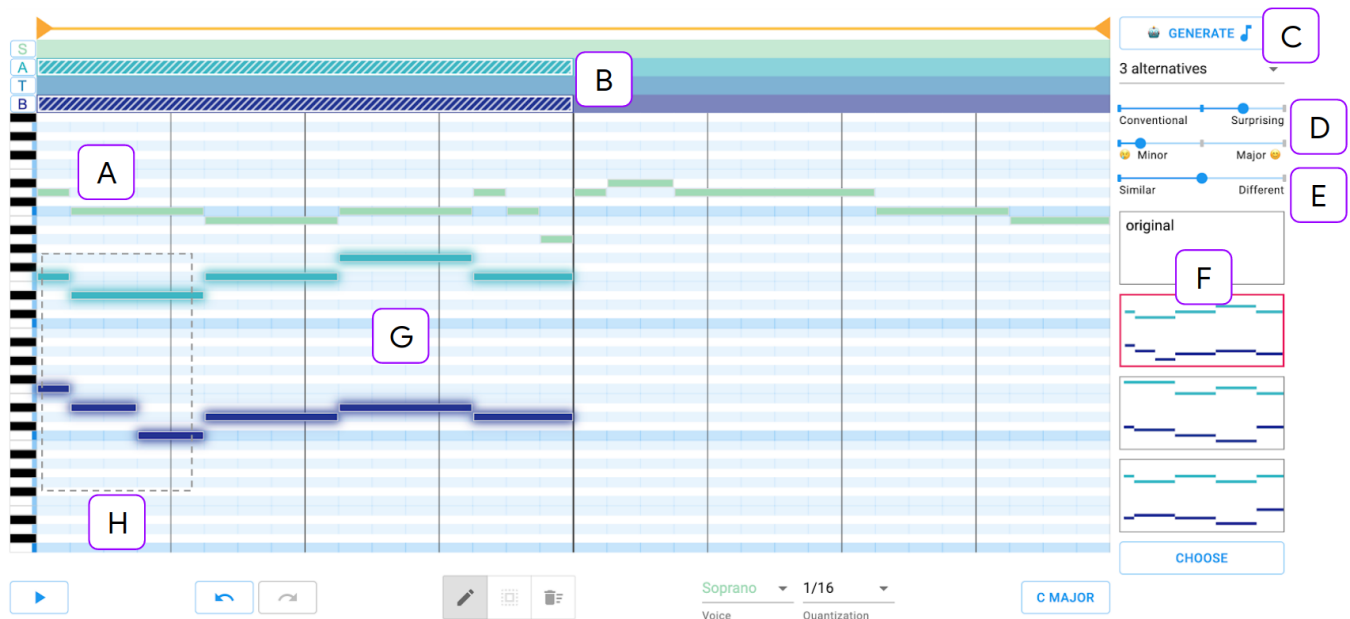 GENERATE
C
S
A
T
B
B
3 alternatives
Conventional Surprising
D
Minor Major
A
Similar Different
E
original
F
G
H
CHOOSE
Soprano 1/16
C MAJOR
Voice Quantization